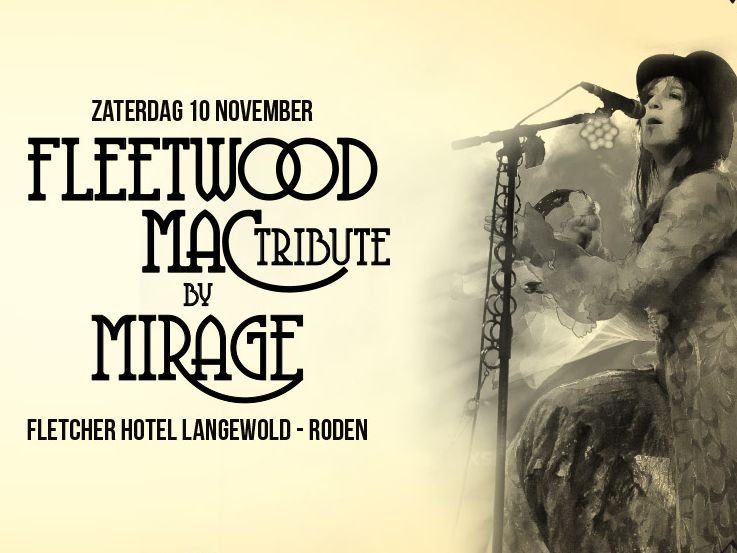 ZATERDAG 10 NOVEMBER
FLEETWOOD
MAC TRIBUTE
BY
MIRAGE
FLETCHER HOTEL LANGEWOLD - RODEN